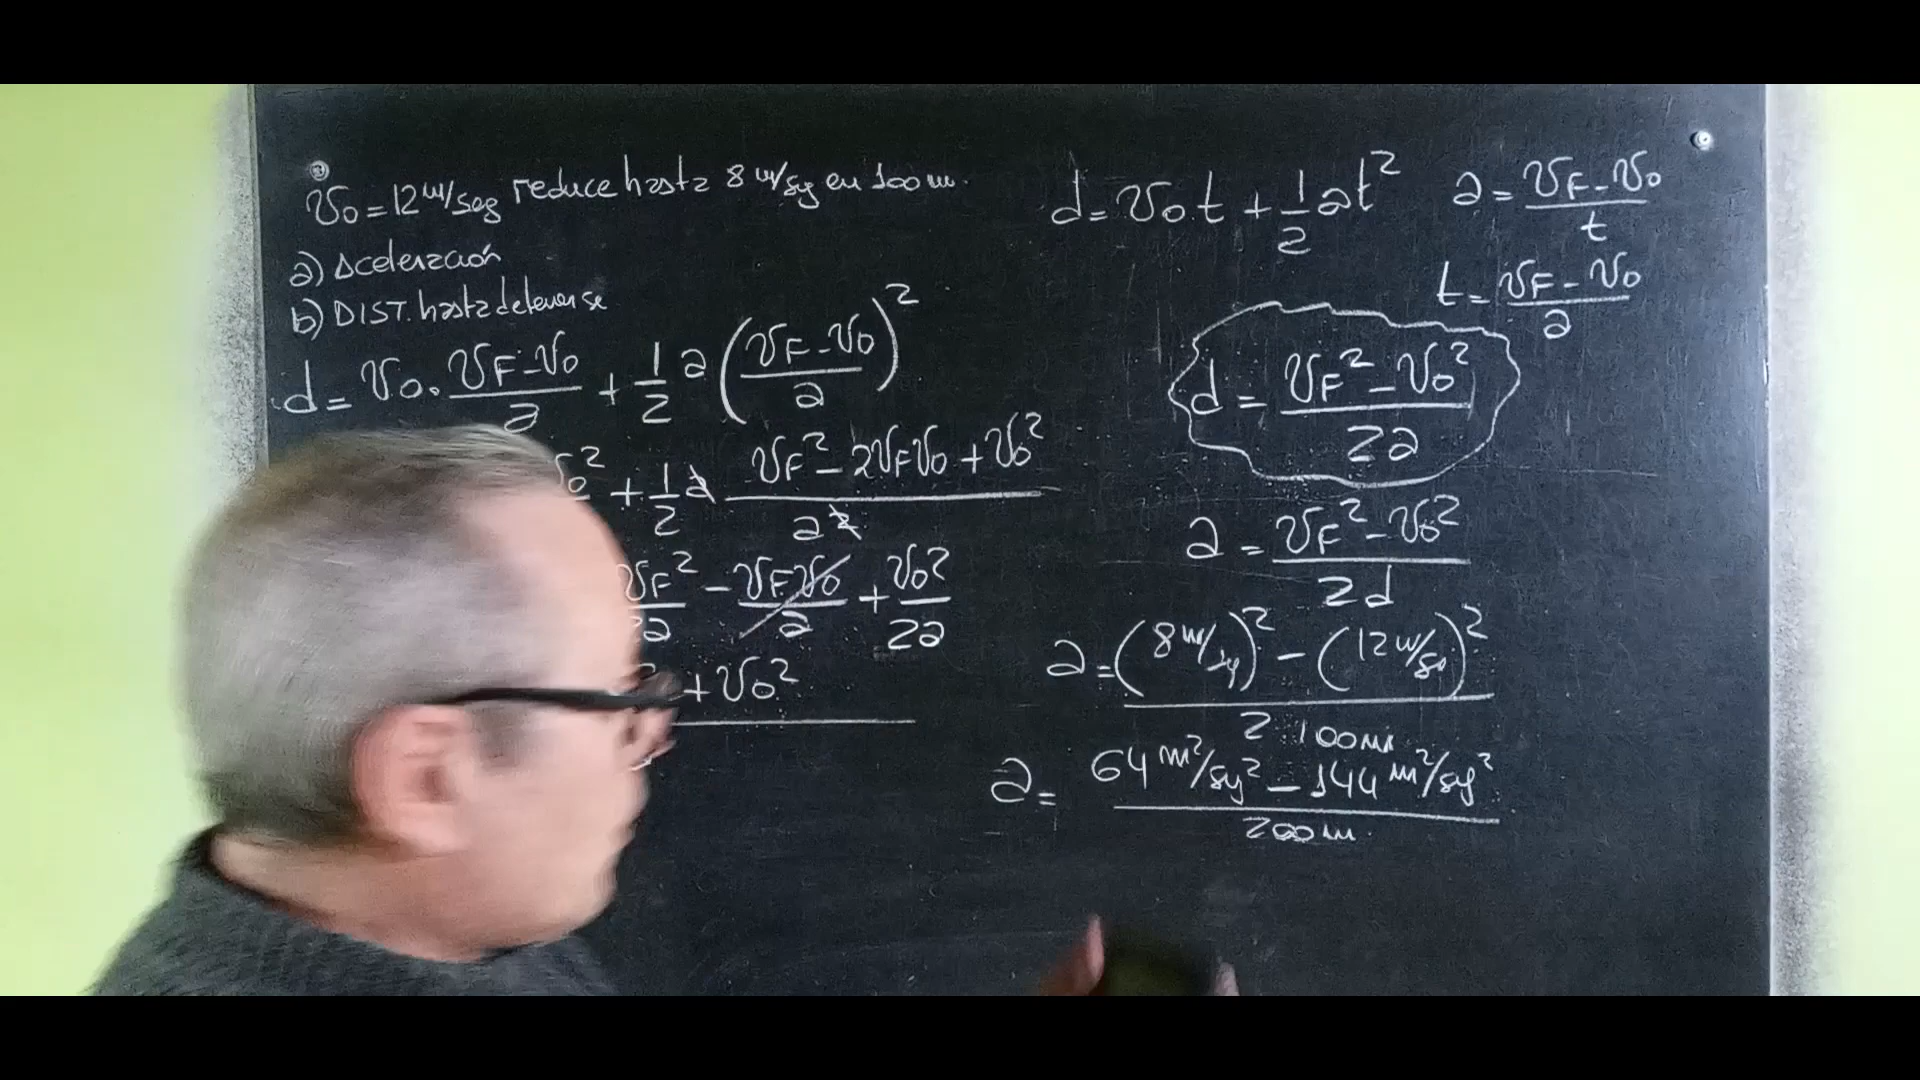 V₀ = 12 m/seg reduce hasta 8 m/sg en 100 m.
a) Aceleración
b) DIST. hasta detenerse
d = V₀ . (VF - V₀)/a + 1/2 a ((VF - V₀)/a)²
₀² + 1/2 a (VF² - 2VFV₀ + V₀²)/a²
VF²/2a - VFV₀/a + V₀²/2a
+ V₀²
d = V₀ t + 1/2 a t²
a = (VF - V₀)/t
t = (VF - V₀)/a
d = (VF² - V₀²)/2a
a = (VF² - V₀²)/2d
a = ((8 m/sg)² - (12 m/sg)²)/2 · 100 m
a = (64 m²/sg² - 144 m²/sg²)/200 m.